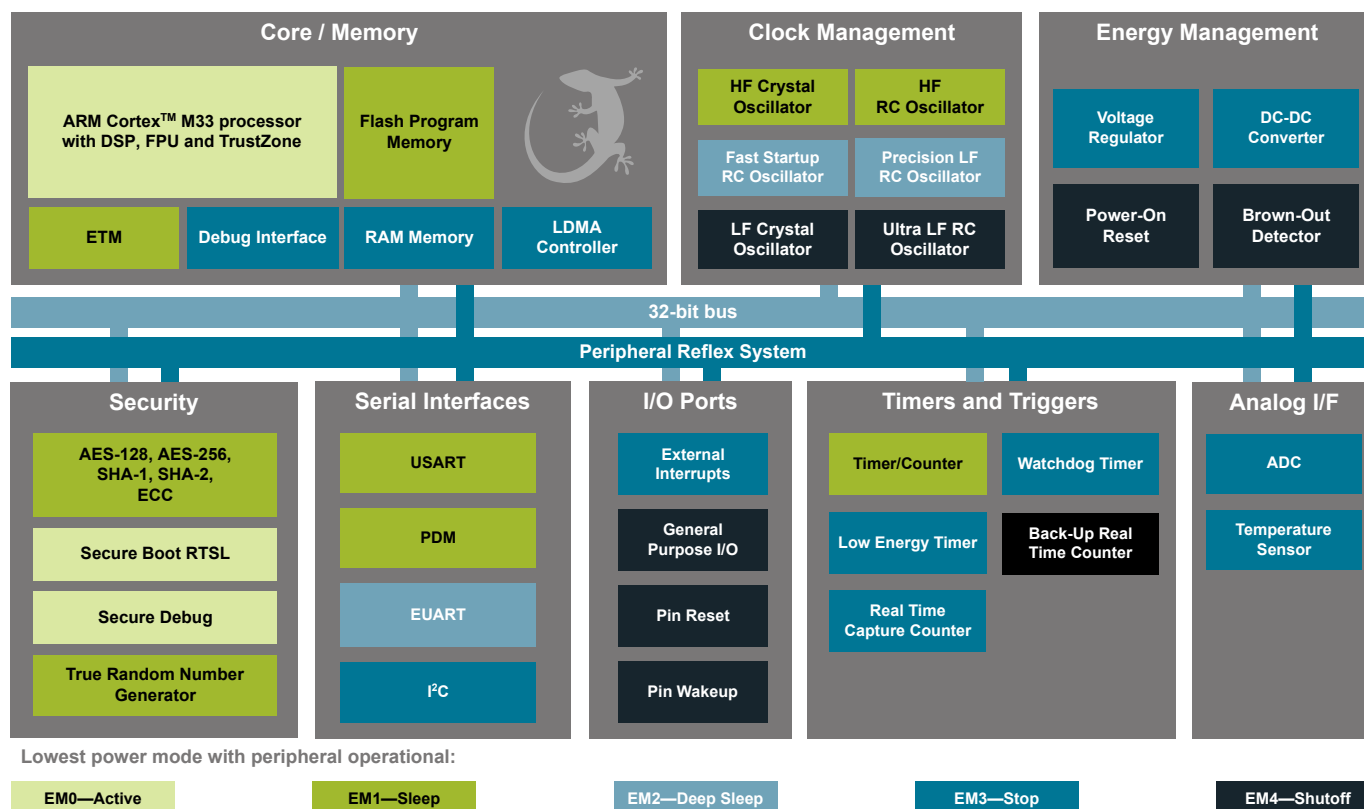 Core / Memory
ARM Cortex™ M33 processor
with DSP, FPU and TrustZone
Flash Program
Memory
ETM
Debug Interface
RAM Memory
LDMA
Controller
Clock Management
HF Crystal
Oscillator
HF
RC Oscillator
Fast Startup
RC Oscillator
Precision LF
RC Oscillator
LF Crystal
Oscillator
Ultra LF RC
Oscillator
Energy Management
Voltage
Regulator
DC-DC
Converter
Power-On
Reset
Brown-Out
Detector
32-bit bus
Peripheral Reflex System
Security
AES-128, AES-256,
SHA-1, SHA-2,
ECC
Secure Boot RTSL
Secure Debug
True Random Number
Generator
Serial Interfaces
USART
PDM
EUART
I²C
I/O Ports
External
Interrupts
General
Purpose I/O
Pin Reset
Pin Wakeup
Timers and Triggers
Timer/Counter
Watchdog Timer
Low Energy Timer
Back-Up Real
Time Counter
Real Time
Capture Counter
Analog I/F
ADC
Temperature
Sensor
Lowest power mode with peripheral operational:
EM0—Active
EM1—Sleep
EM2—Deep Sleep
EM3—Stop
EM4—Shutoff